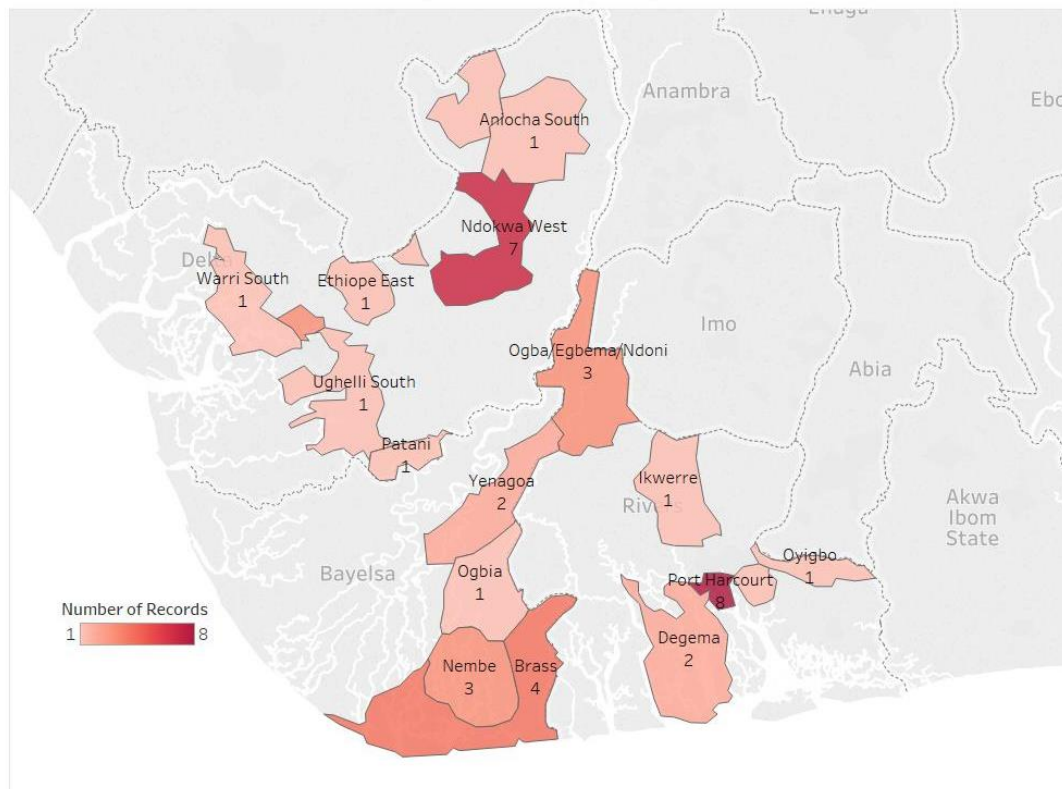 Enugu
Anambra
Ebo
Aniocha South
1
Ndokwa West
7
Delta
Warri South
1
Ethiope East
1
Imo
Ogba/Egbema/Ndoni
3
Abia
Ughelli South
1
Patani
1
Yenagoa
2
Ikwerre
1
Rivers
Akwa
Ibom
State
Oyigbo
1
Bayelsa
Ogbia
1
Port Harcourt
8
Number of Records
1
8
Degema
2
Nembe
3
Brass
4